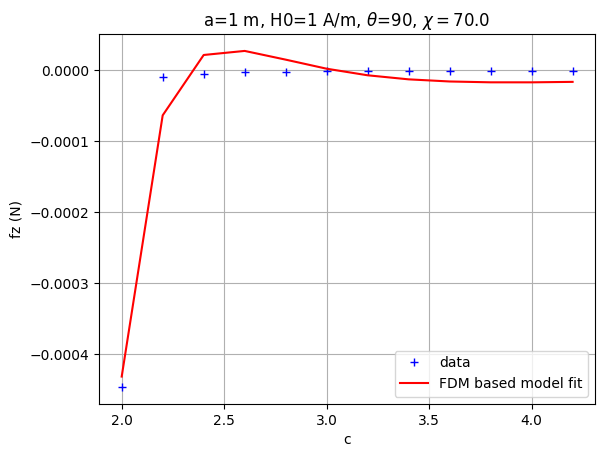 a=1 m, H0=1 A/m, θ=90, χ = 70.0
0.0000
−0.0001
−0.0002
−0.0003
−0.0004
fz (N)
2.0 2.5 3.0 3.5 4.0
c
data
FDM based model fit